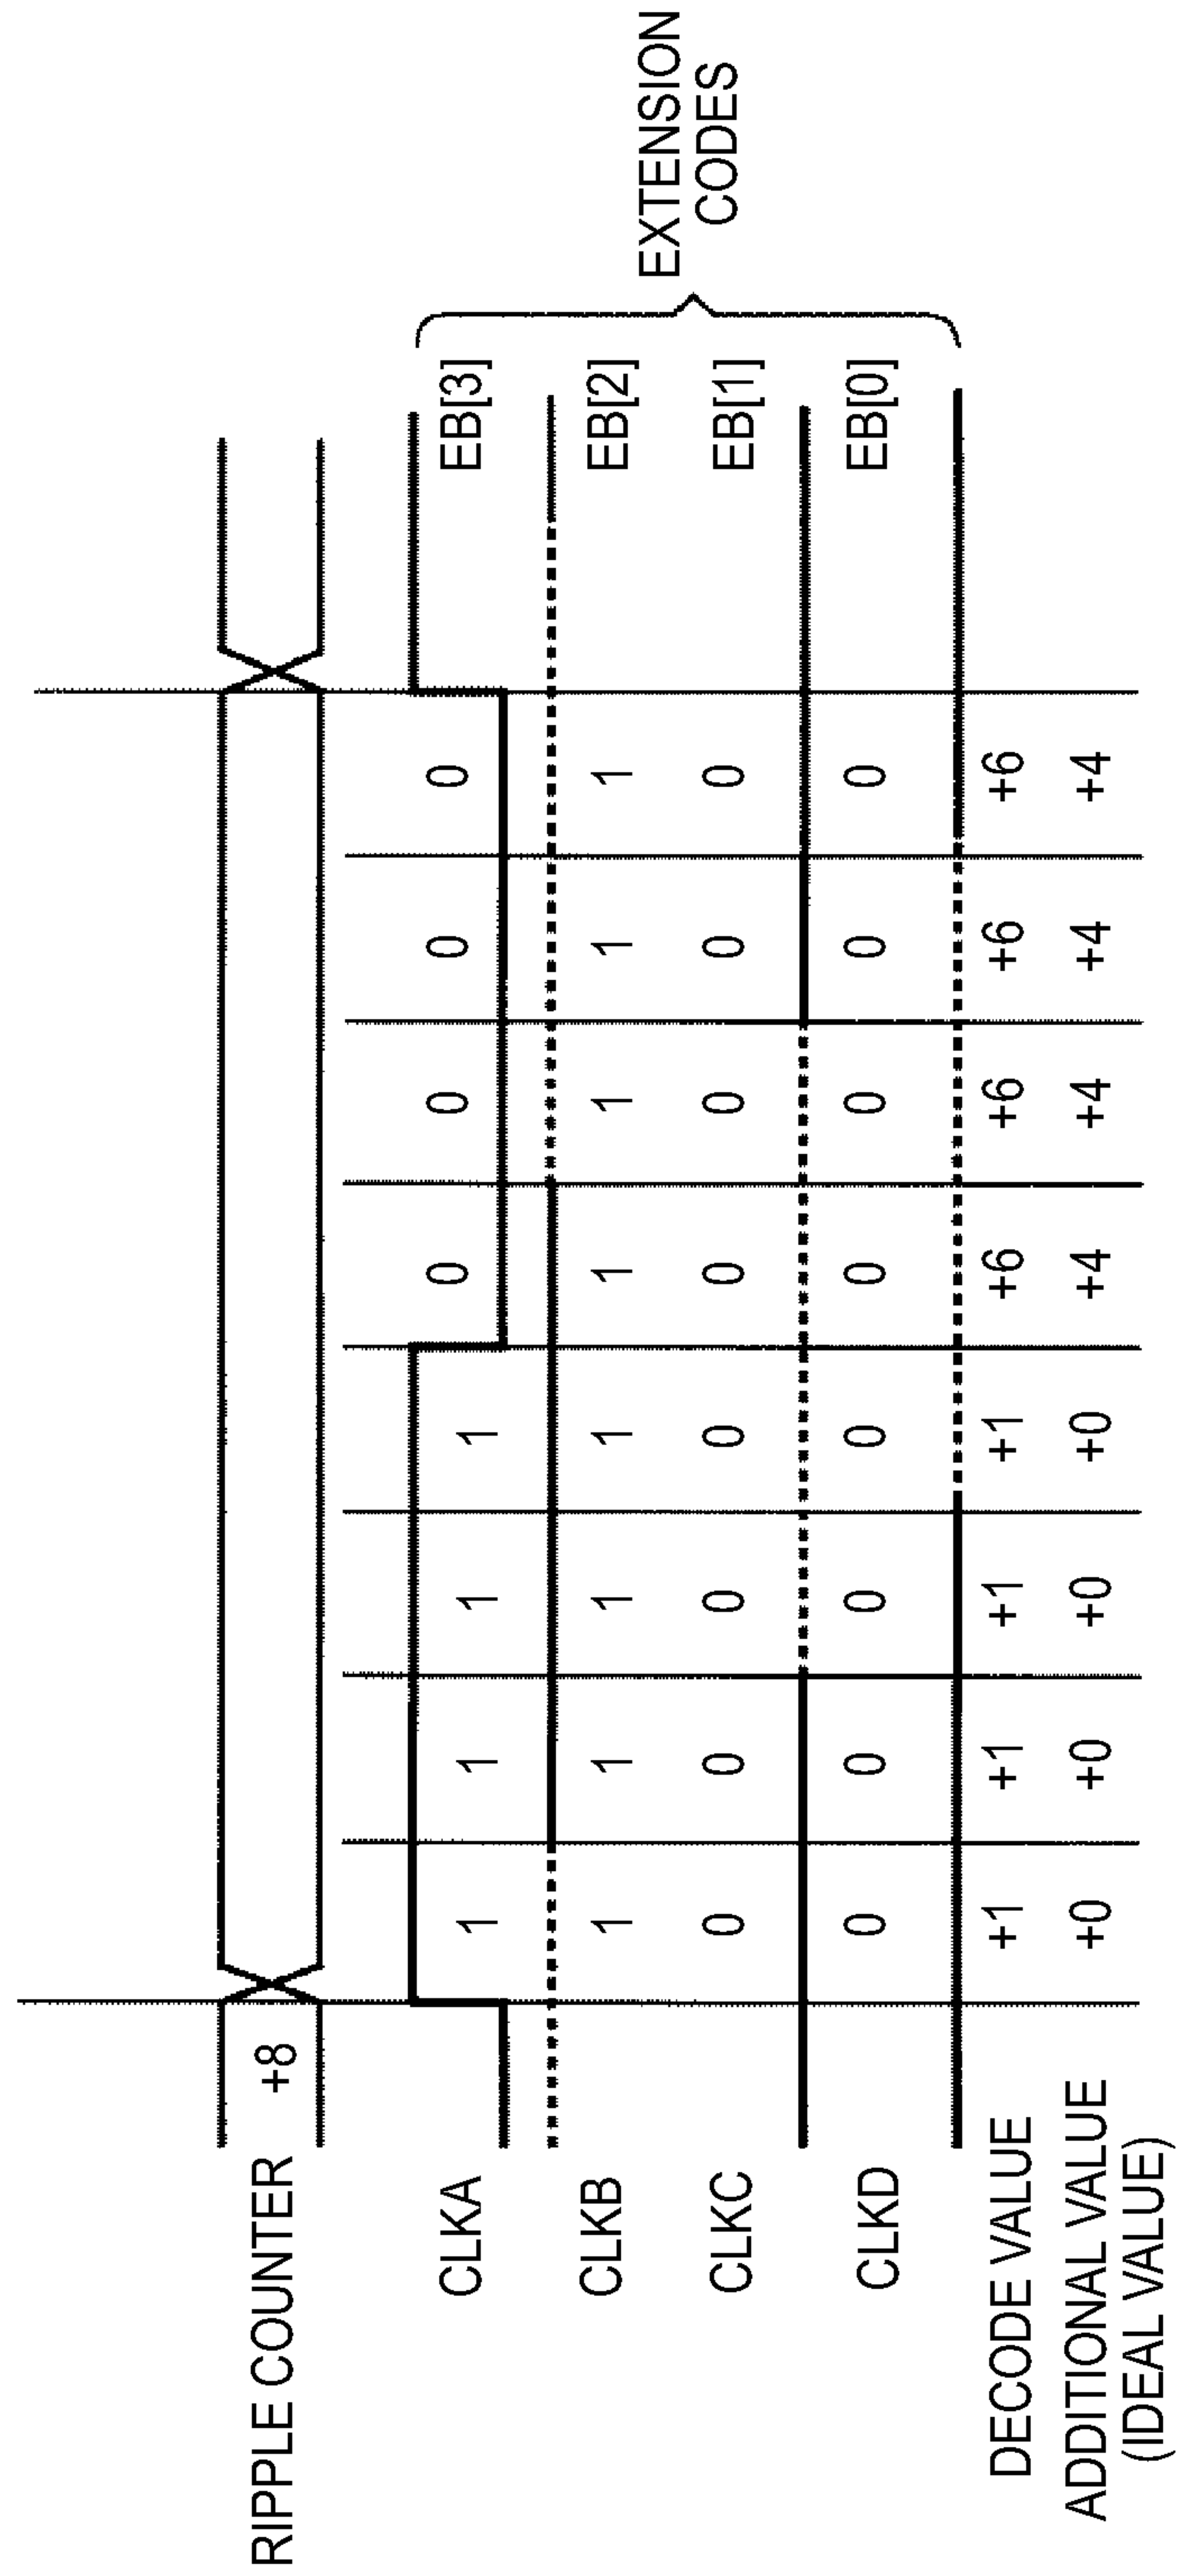 RIPPLE COUNTER +8
CLKA 1 1 1 1 0 0 0 0 EB[3]
CLKB 1 1 1 1 1 1 1 1 EB[2]
CLKC 0 0 0 0 0 0 0 0 EB[1]
CLKD 0 0 0 0 0 0 0 0 EB[0]
EXTENSION
CODES
DECODE VALUE +1 +1 +1 +1 +6 +6 +6 +6
ADDITIONAL VALUE +0 +0 +0 +0 +4 +4 +4 +4
(IDEAL VALUE)